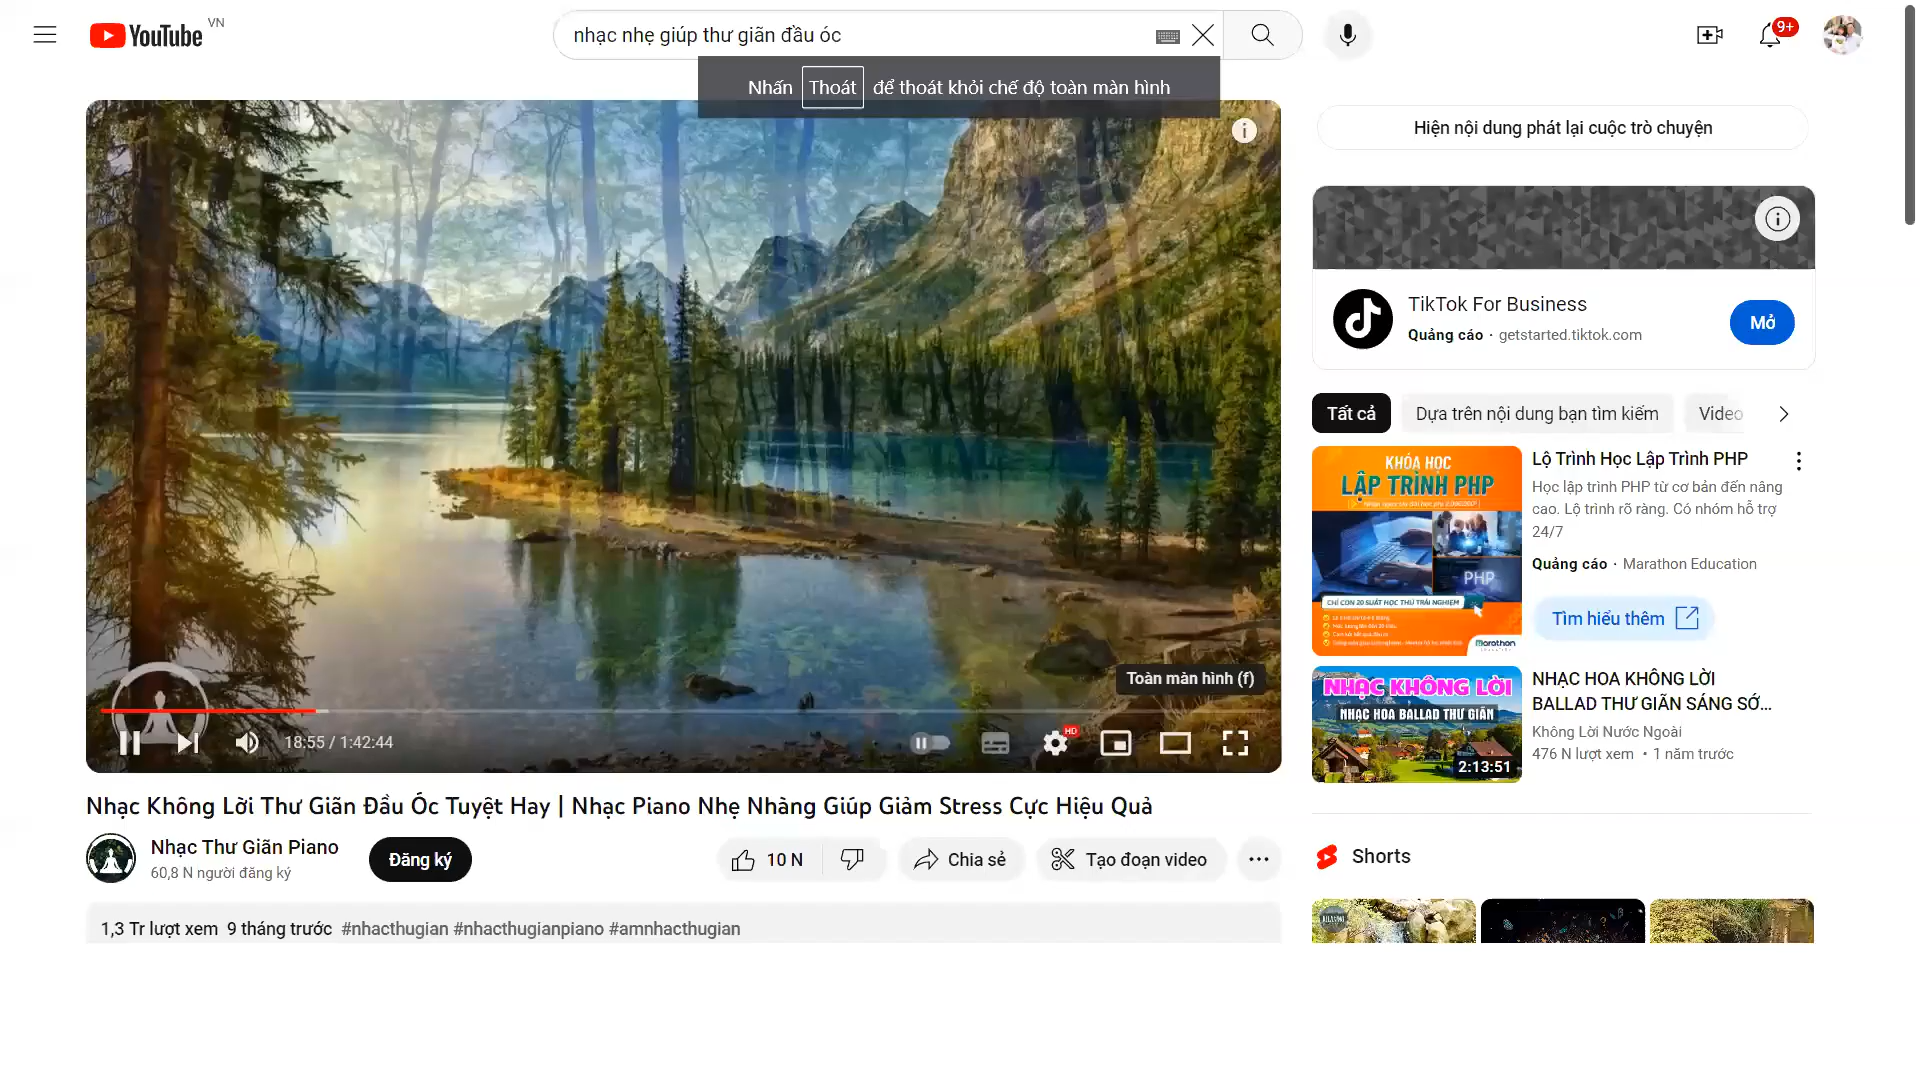 YouTube VN
nhạc nhẹ giúp thư giãn đầu óc
9+
Nhấn Thoát để thoát khỏi chế độ toàn màn hình
Toàn màn hình (f)
18:55 / 1:42:44
HD
Nhạc Không Lời Thư Giãn Đầu Óc Tuyệt Hay | Nhạc Piano Nhẹ Nhàng Giúp Giảm Stress Cực Hiệu Quả
Nhạc Thư Giãn Piano
60,8 N người đăng ký
Đăng ký
10 N
Chia sẻ
Tạo đoạn video
1,3 Tr lượt xem 9 tháng trước #nhacthugian #nhacthugianpiano #amnhacthugian
Hiện nội dung phát lại cuộc trò chuyện
TikTok For Business
Quảng cáo · getstarted.tiktok.com
Mở
Tất cả
Dựa trên nội dung bạn tìm kiếm
Video
KHÓA HỌC
LẬP TRÌNH PHP
PHP
CHỈ CÒN 20 SUẤT HỌC THỬ TRẢI NGHIỆM
marathon
Lộ Trình Học Lập Trình PHP
Học lập trình PHP từ cơ bản đến nâng
cao. Lộ trình rõ ràng. Có nhóm hỗ trợ
24/7
Quảng cáo · Marathon Education
Tìm hiểu thêm
NHẠC KHÔNG LỜI
NHẠC HOA BALLAD THƯ GIÃN
2:13:51
NHẠC HOA KHÔNG LỜI
BALLAD THƯ GIÃN SÁNG SỚ...
Không Lời Nước Ngoài
476 N lượt xem • 1 năm trước
Shorts